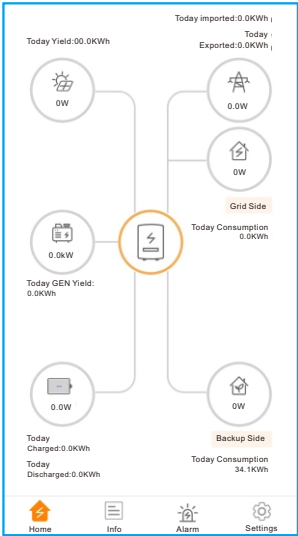 Today imported:0.0KWh
Today
Exported:0.0KWh
Today Yield:00.0KWh
0W
0.0W
0W
Grid Side
Today Consumption
0.0KWh
0.0kW
Today GEN Yield:
0.0KWh
0.0W
0W
Today
Charged:0.0KWh
Today
Discharged:0.0KWh
Backup Side
Today Consumption
34.1KWh
Home
Info
Alarm
Settings